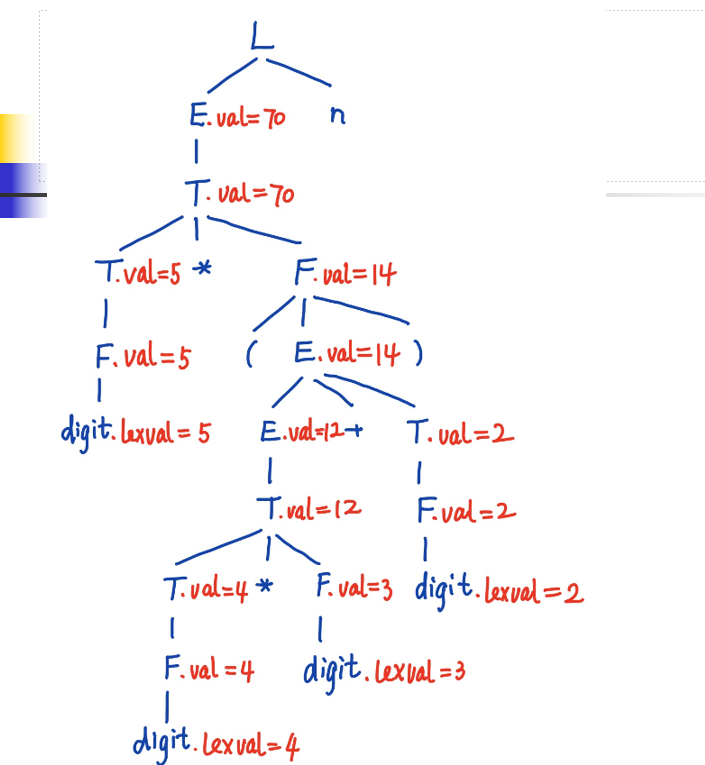 L
E.val=70 n
T.val=70
T.val=5 * F.val=14
F.val=5 ( E.val=14 )
digit.lexval=5 E.val=12 + T.val=2
T.val=12 F.val=2
T.val=4 * F.val=3 digit.lexval=2
F.val=4 digit.lexval=3
digit.lexval=4